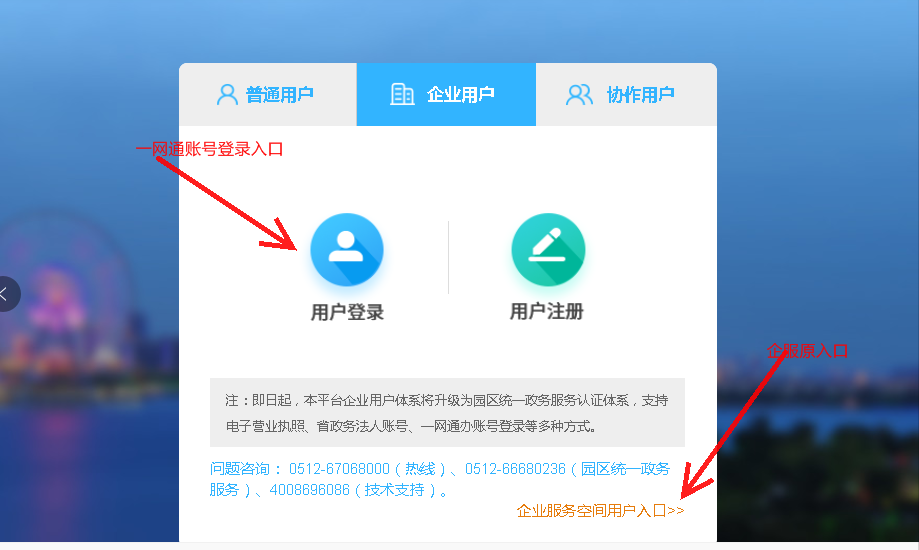 普通用户
企业用户
协作用户
一网通账号登录入口
用户登录
用户注册
企服原入口
注：即日起，本平台企业用户体系将升级为园区统一政务服务认证体系，支持
电子营业执照、省政务法人账号、一网通办账号登录等多种方式。
问题咨询： 0512-67068000（热线）、0512-66680236（园区统一政务
服务）、4008696086（技术支持）。
企业服务空间用户入口>>